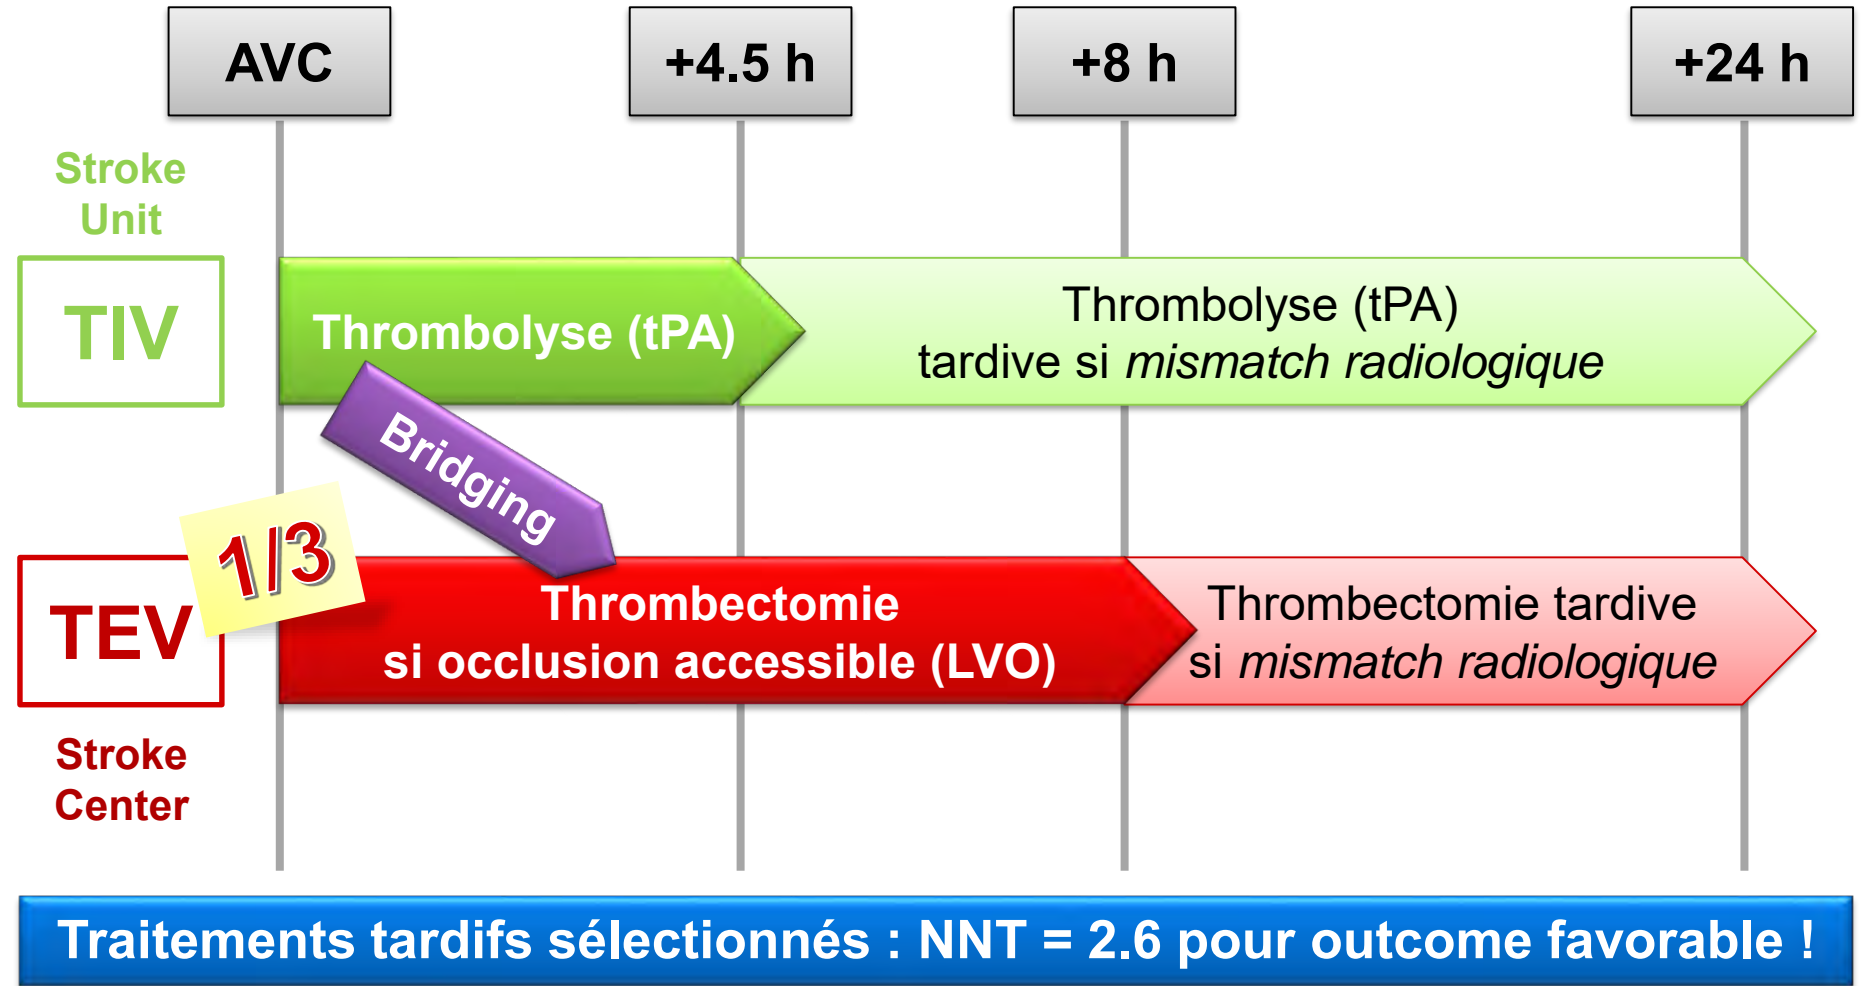 AVC
+4.5 h
+8 h
+24 h
Stroke
Unit
TIV
Thrombolyse (tPA)
Thrombolyse (tPA)
tardive si mismatch radiologique
Bridging
1/3
TEV
Thrombectomie
si occlusion accessible (LVO)
Thrombectomie tardive
si mismatch radiologique
Stroke
Center
Traitements tardifs sélectionnés : NNT = 2.6 pour outcome favorable !